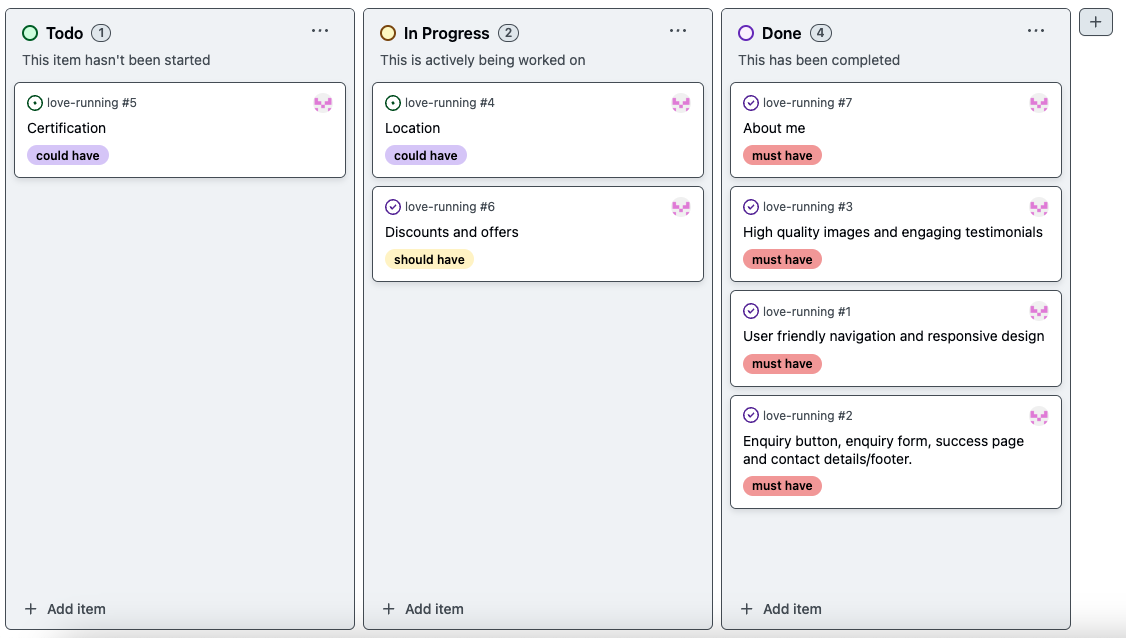 Todo 1
This item hasn't been started
love-running #5
Certification
could have
Add item
In Progress 2
This is actively being worked on
love-running #4
Location
could have
love-running #6
Discounts and offers
should have
Add item
Done 4
This has been completed
love-running #7
About me
must have
love-running #3
High quality images and engaging testimonials
must have
love-running #1
User friendly navigation and responsive design
must have
love-running #2
Enquiry button, enquiry form, success page
and contact details/footer.
must have
Add item